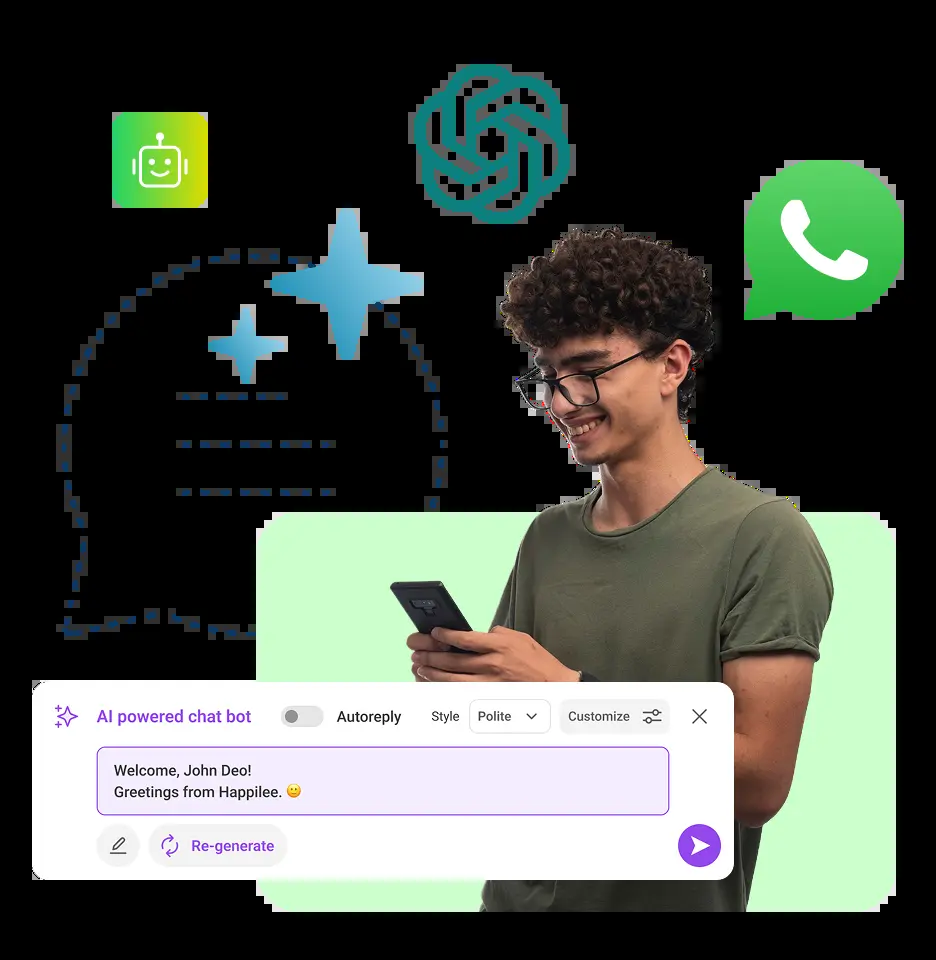 AI powered chat bot
Autoreply
Style
Polite
Customize
Welcome, John Deo!
Greetings from Happilee. 🙂
Re-generate